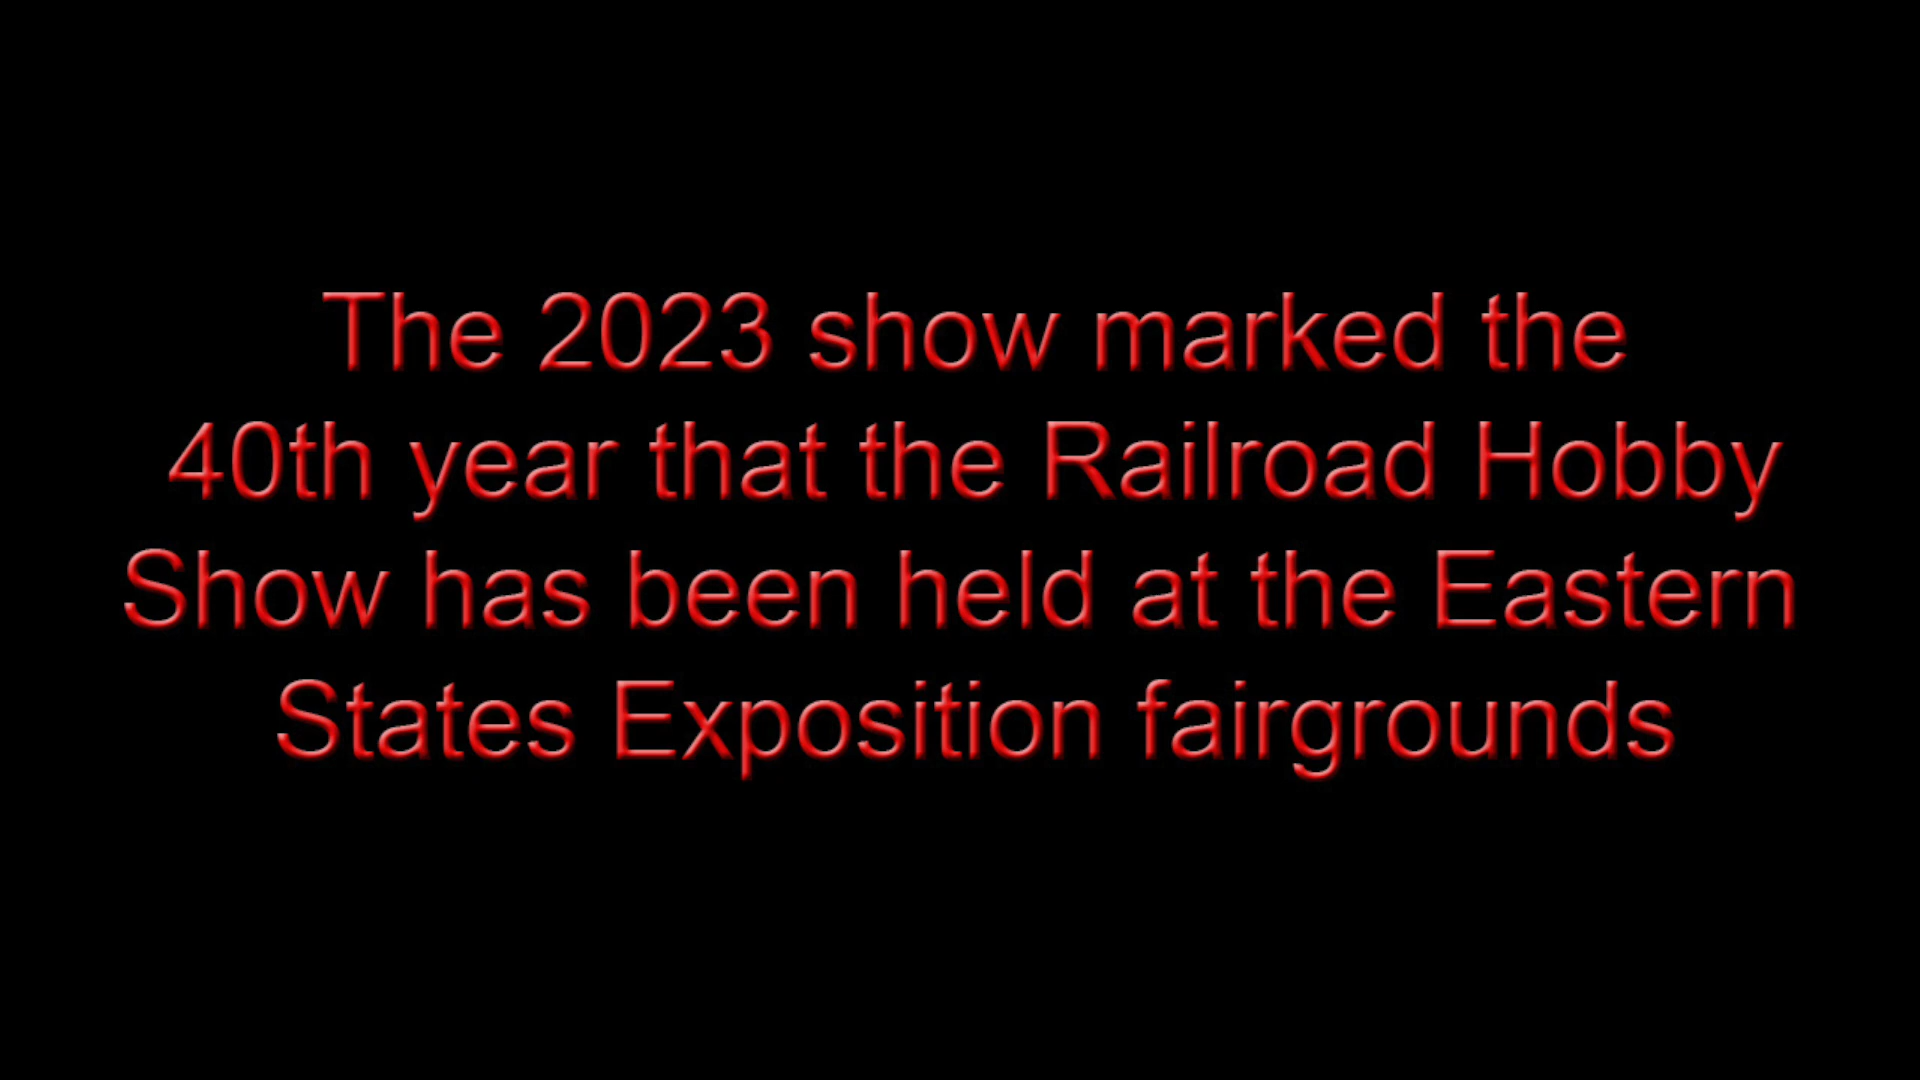 The 2023 show marked the
40th year that the Railroad Hobby
Show has been held at the Eastern
States Exposition fairgrounds